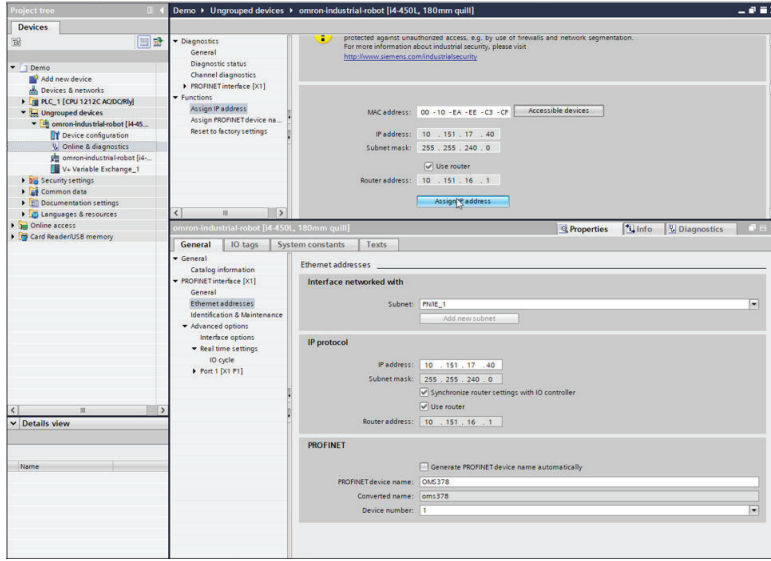 Project tree
Demo ▸ Ungrouped devices ▸ omron-industrial-robot [i4-450L, 180mm quill]
Devices
Demo
Add new device
Devices & networks
PLC_1 [CPU 1212C AC/DC/Rly]
Ungrouped devices
omron-industrial-robot [i4-45...
Device configuration
Online & diagnostics
omron-industrial-robot [i4-...
V+ Variable Exchange_1
Security settings
Common data
Documentation settings
Languages & resources
Online access
Card Reader/USB memory
Details view
Name
Diagnostics
General
Diagnostic status
Channel diagnostics
PROFINET interface [X1]
Functions
Assign IP address
Assign PROFINET device na...
Reset to factory settings
protected against unauthorized access, e.g. by use of firewalls and network segmentation.
For more information about industrial security, please visit
http://www.siemens.com/industrialsecurity
MAC address: 00 -10 -EA -EE -C3 -CF Accessible devices
IP address: 10 . 151 . 17 . 40
Subnet mask: 255 . 255 . 240 . 0
Use router
Router address: 10 . 151 . 16 . 1
Assign IP address
omron-industrial-robot [i4-450L, 180mm quill]
Properties Info Diagnostics
General IO tags System constants Texts
General
Catalog information
PROFINET interface [X1]
General
Ethernet addresses
Identification & Maintenance
Advanced options
Interface options
Real time settings
IO cycle
Port 1 [X1 P1]
Ethernet addresses
Interface networked with
Subnet: PN/IE_1
Add new subnet
IP protocol
IP address: 10 . 151 . 17 . 40
Subnet mask: 255 . 255 . 240 . 0
Synchronize router settings with IO controller
Use router
Router address: 10 . 151 . 16 . 1
PROFINET
Generate PROFINET device name automatically
PROFINET device name: OMS378
Converted name: oms378
Device number: 1